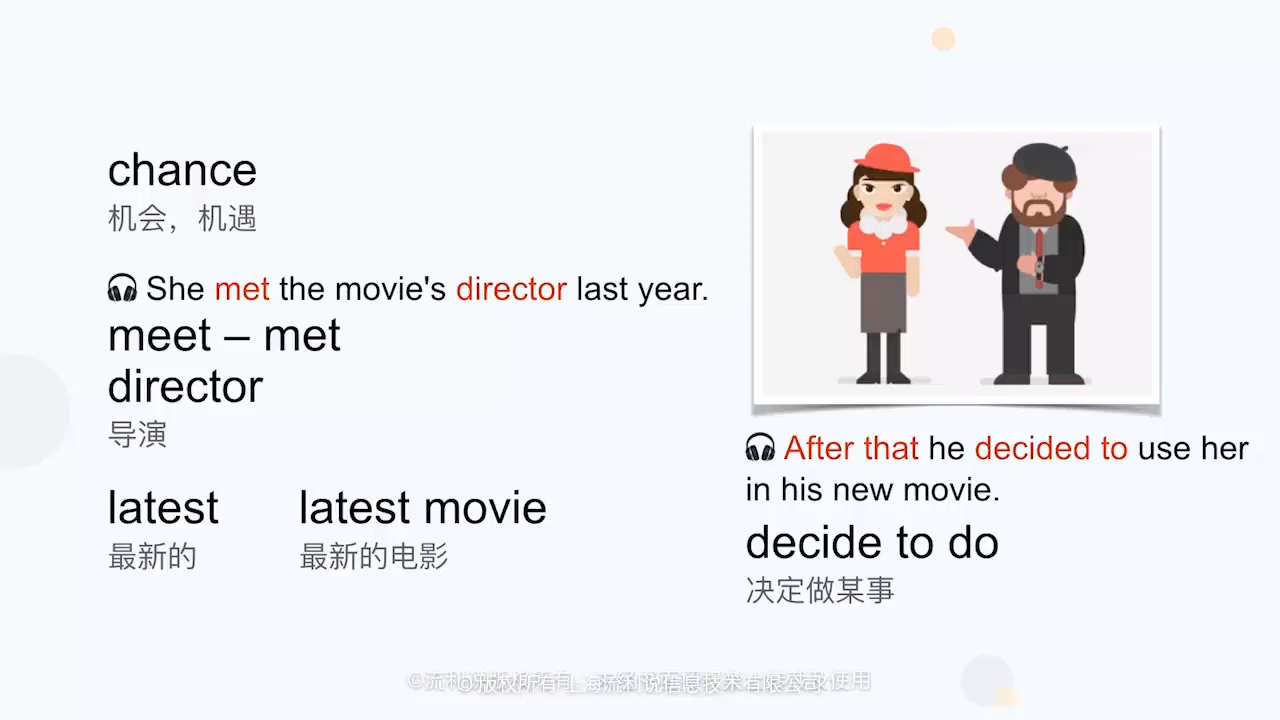 chance
机会，机遇
She met the movie's director last year.
meet – met
director
导演
latest latest movie
最新的 最新的电影
After that he decided to use her
in his new movie.
decide to do
决定做某事